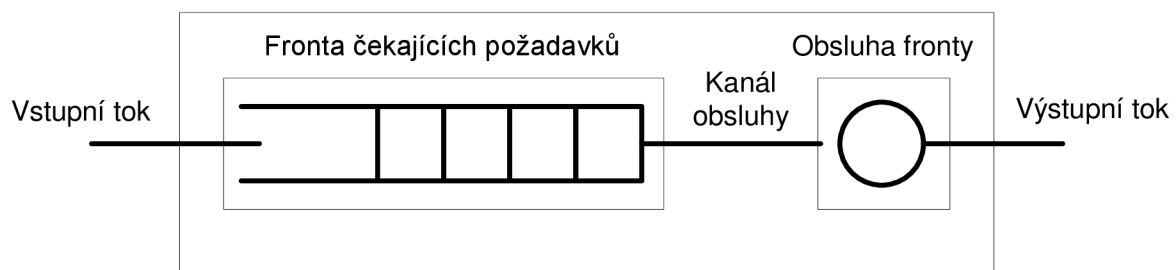 Fronta čekajících požadavků
Obsluha fronty
Vstupní tok
Kanál
obsluhy
Výstupní tok